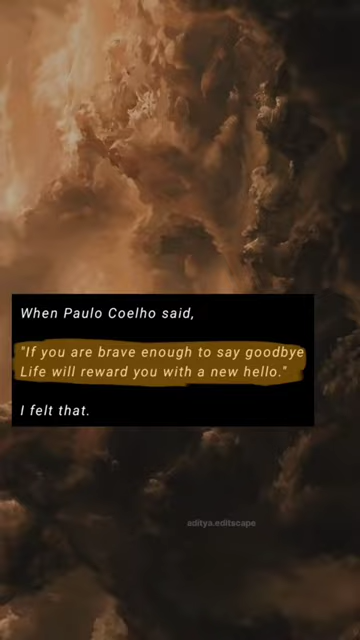 When Paulo Coelho said,
"If you are brave enough to say goodbye
Life will reward you with a new hello."
I felt that.
aditya.editscape